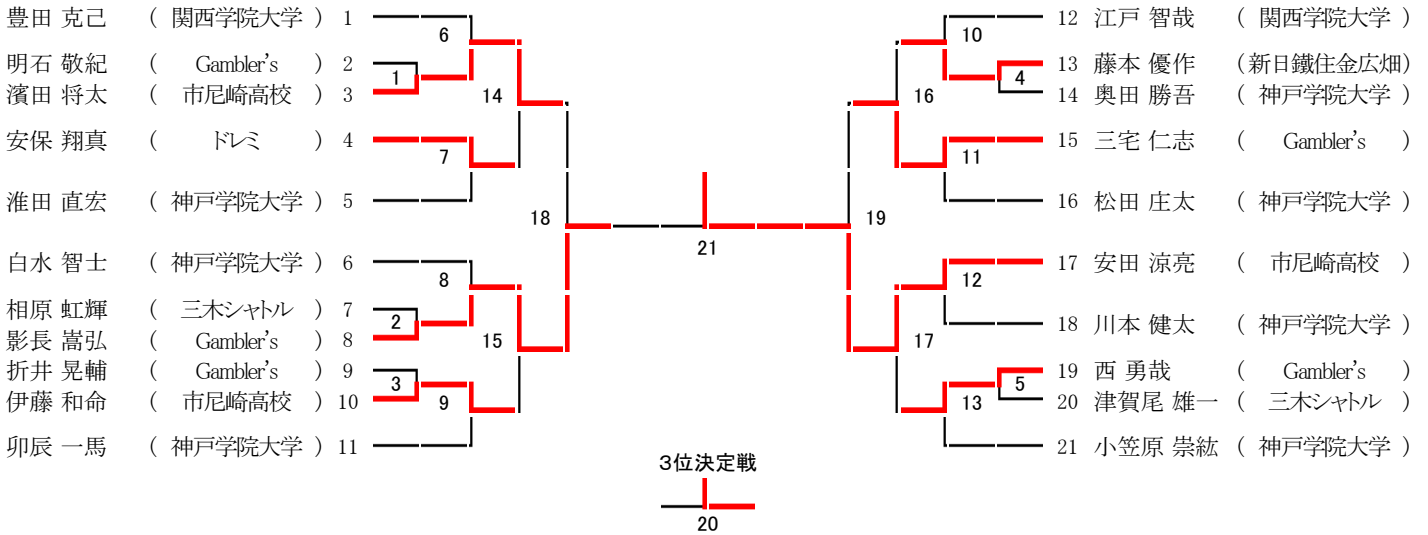 豊田 克己 ( 関西学院大学 ) 1
明石 敬紀 ( Gambler's ) 2
濱田 将太 ( 市尼崎高校 ) 3
安保 翔真 ( ドレミ ) 4
淮田 直宏 ( 神戸学院大学 ) 5
白水 智士 ( 神戸学院大学 ) 6
相原 虹輝 ( 三木シャトル ) 7
影長 嵩弘 ( Gambler's ) 8
折井 晃輔 ( Gambler's ) 9
伊藤 和命 ( 市尼崎高校 ) 10
卯辰 一馬 ( 神戸学院大学 ) 11
6
1
14
7
18
8
2
15
3
9
21
3位決定戦
20
10
4
16
11
19
12
17
5
13
12 江戸 智哉 ( 関西学院大学 )
13 藤本 優作 (新日鐵住金広畑)
14 奥田 勝吾 ( 神戸学院大学 )
15 三宅 仁志 ( Gambler's )
16 松田 庄太 ( 神戸学院大学 )
17 安田 涼亮 ( 市尼崎高校 )
18 川本 健太 ( 神戸学院大学 )
19 西 勇哉 ( Gambler's )
20 津賀尾 雄一 ( 三木シャトル )
21 小笠原 崇紘 ( 神戸学院大学 )